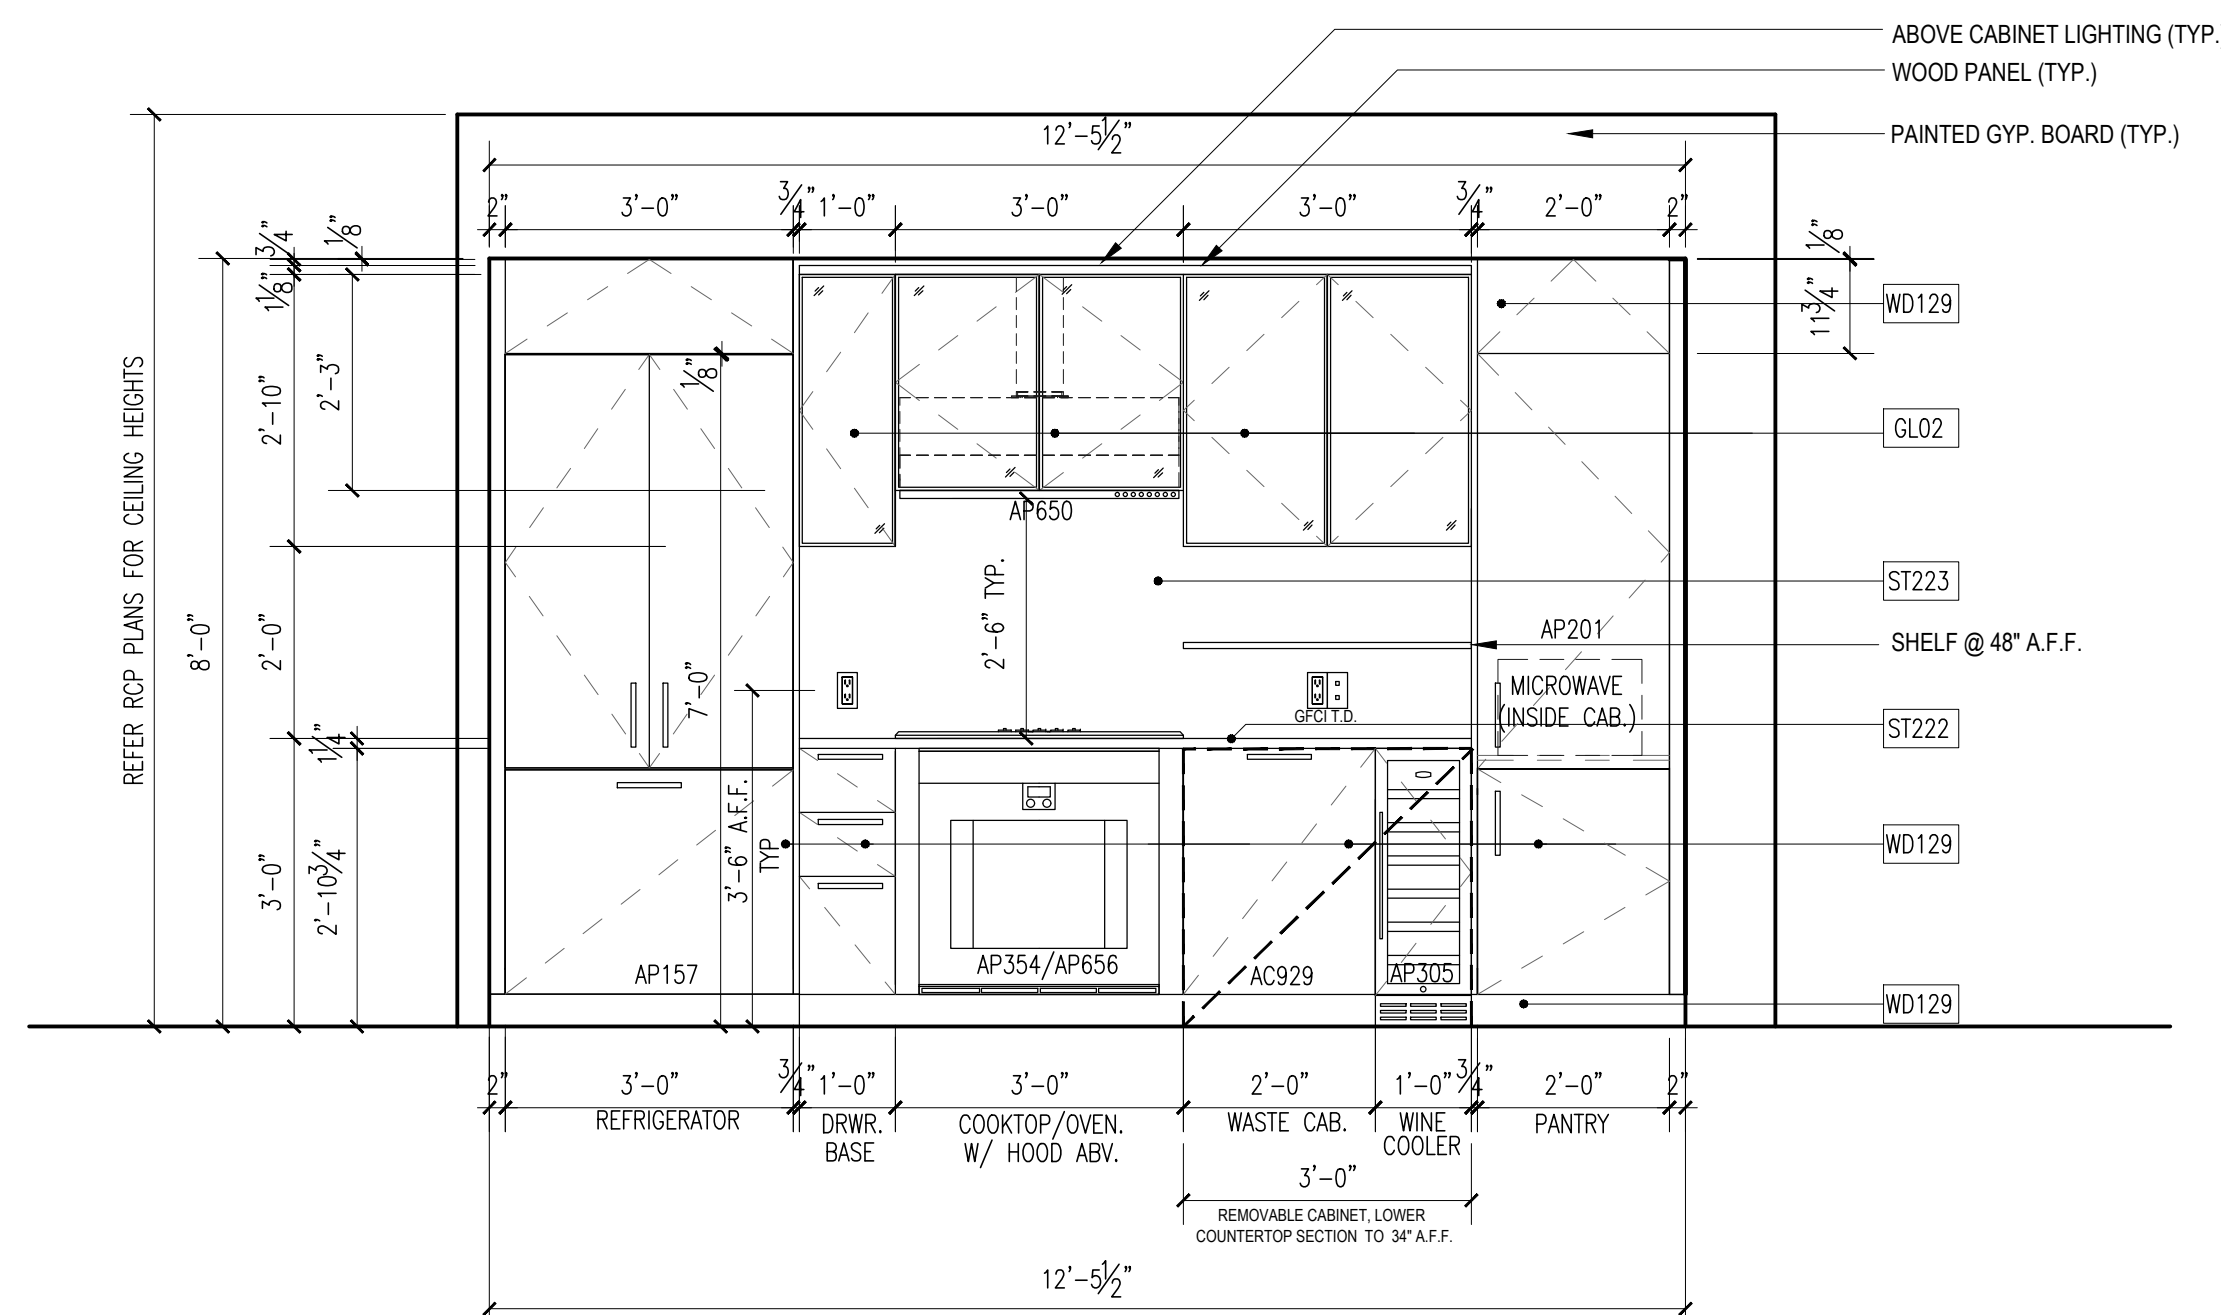 ABOVE CABINET LIGHTING (TYP.
WOOD PANEL (TYP.)
PAINTED GYP. BOARD (TYP.)
12'-5½"
2" 3'-0" ¾" 1'-0" 3'-0" 3'-0" ¾" 2'-0" 2"
¾"
1⅛"
⅛"
⅛"
11¾"
WD129
REFER RCP PLANS FOR CEILING HEIGHTS
8'-0"
2'-10"
2'-3"
⅛"
7'-0"
GL02
AP650
2'-6" TYP.
ST223
2'-0"
AP201
SHELF @ 48" A.F.F.
MICROWAVE
(INSIDE CAB.)
GFCI T.D.
ST222
1¼"
3'-0"
2'-10¾"
3'-6" A.F.F.
TYP
WD129
AP157
AP354/AP656
AC929
AP305
WD129
2" 3'-0" ¾" 1'-0" 3'-0" 2'-0" 1'-0" ¾" 2'-0" 2"
REFRIGERATOR
DRWR.
BASE
COOKTOP/OVEN.
W/ HOOD ABV.
WASTE CAB.
WINE
COOLER
PANTRY
3'-0"
REMOVABLE CABINET, LOWER
COUNTERTOP SECTION TO 34" A.F.F.
12'-5½"